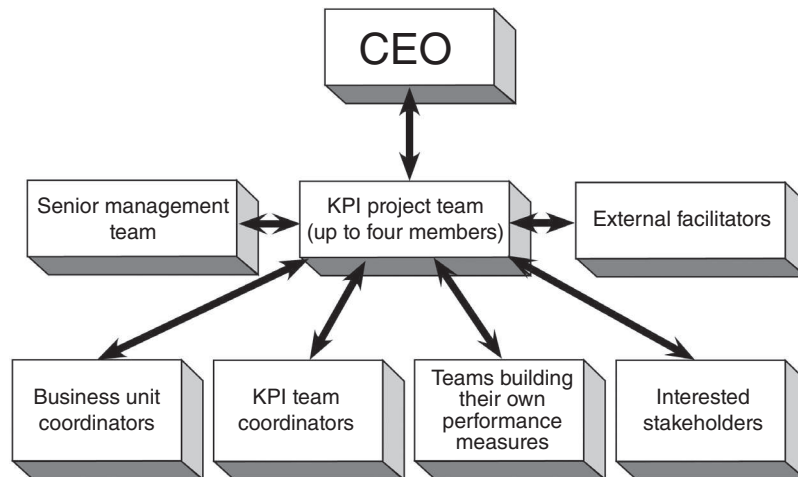 CEO
Senior management
team
KPI project team
(up to four members)
External facilitators
Business unit
coordinators
KPI team
coordinators
Teams building
their own
performance
measures
Interested
stakeholders